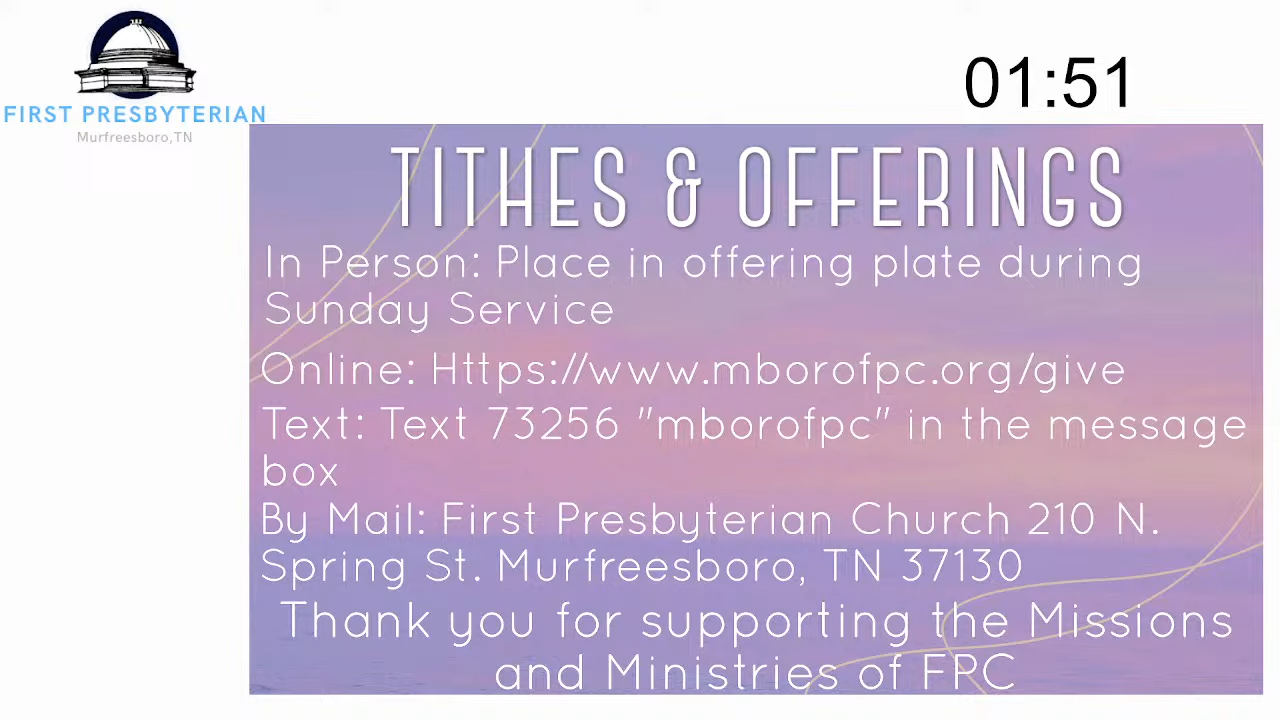 FIRST PRESBYTERIAN
Murfreesboro,TN
01:51
TITHES & OFFERINGS
In Person: Place in offering plate during
Sunday Service
Online: Https://www.mborofpc.org/give
Text: Text 73256 "mborofpc" in the message
box
By Mail: First Presbyterian Church 210 N.
Spring St. Murfreesboro, TN 37130
Thank you for supporting the Missions
and Ministries of FPC